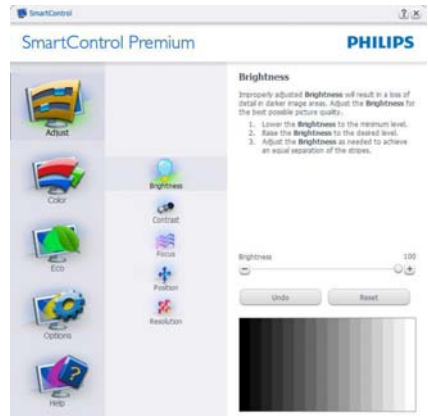 SmartControl
SmartControl Premium
PHILIPS
Adjust
Color
Eco
Options
Help
Brightness
Contrast
Focus
Position
Resolution
Brightness
Improperly adjusted Brightness will result in a loss of
detail in darker image areas. Adjust the Brightness for
the best possible picture quality.
1. Lower the Brightness to the minimum level.
2. Raise the Brightness to the desired level.
3. Adjust the Brightness as needed to achieve
an equal separation of the stripes.
Brightness 100
Undo Reset